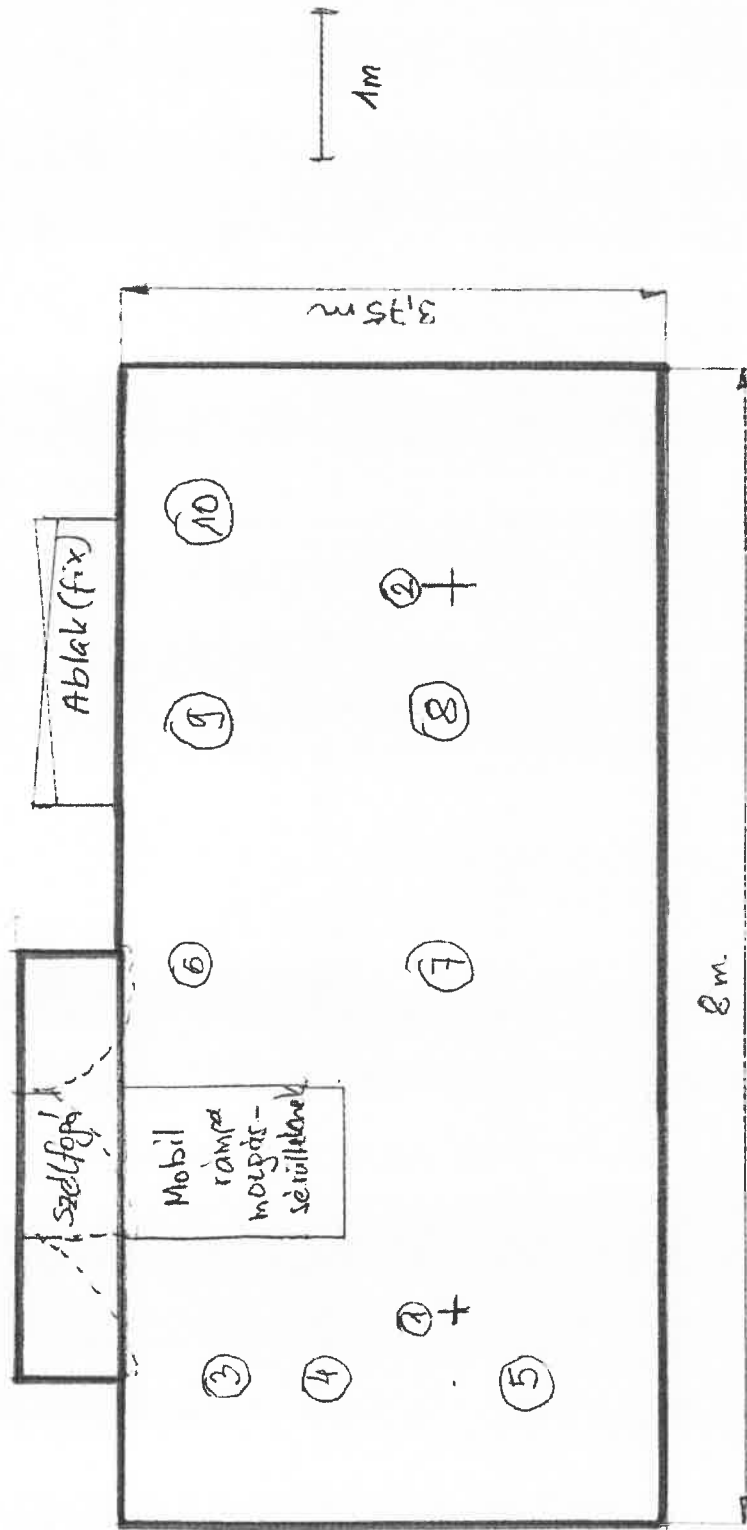 Szélfogó
Ablak (fix)
Mobil
rámpa
mozgás-
sérülteknek
3
4
1
5
6
7
9
8
10
2
3,75 m
8 m.
1m